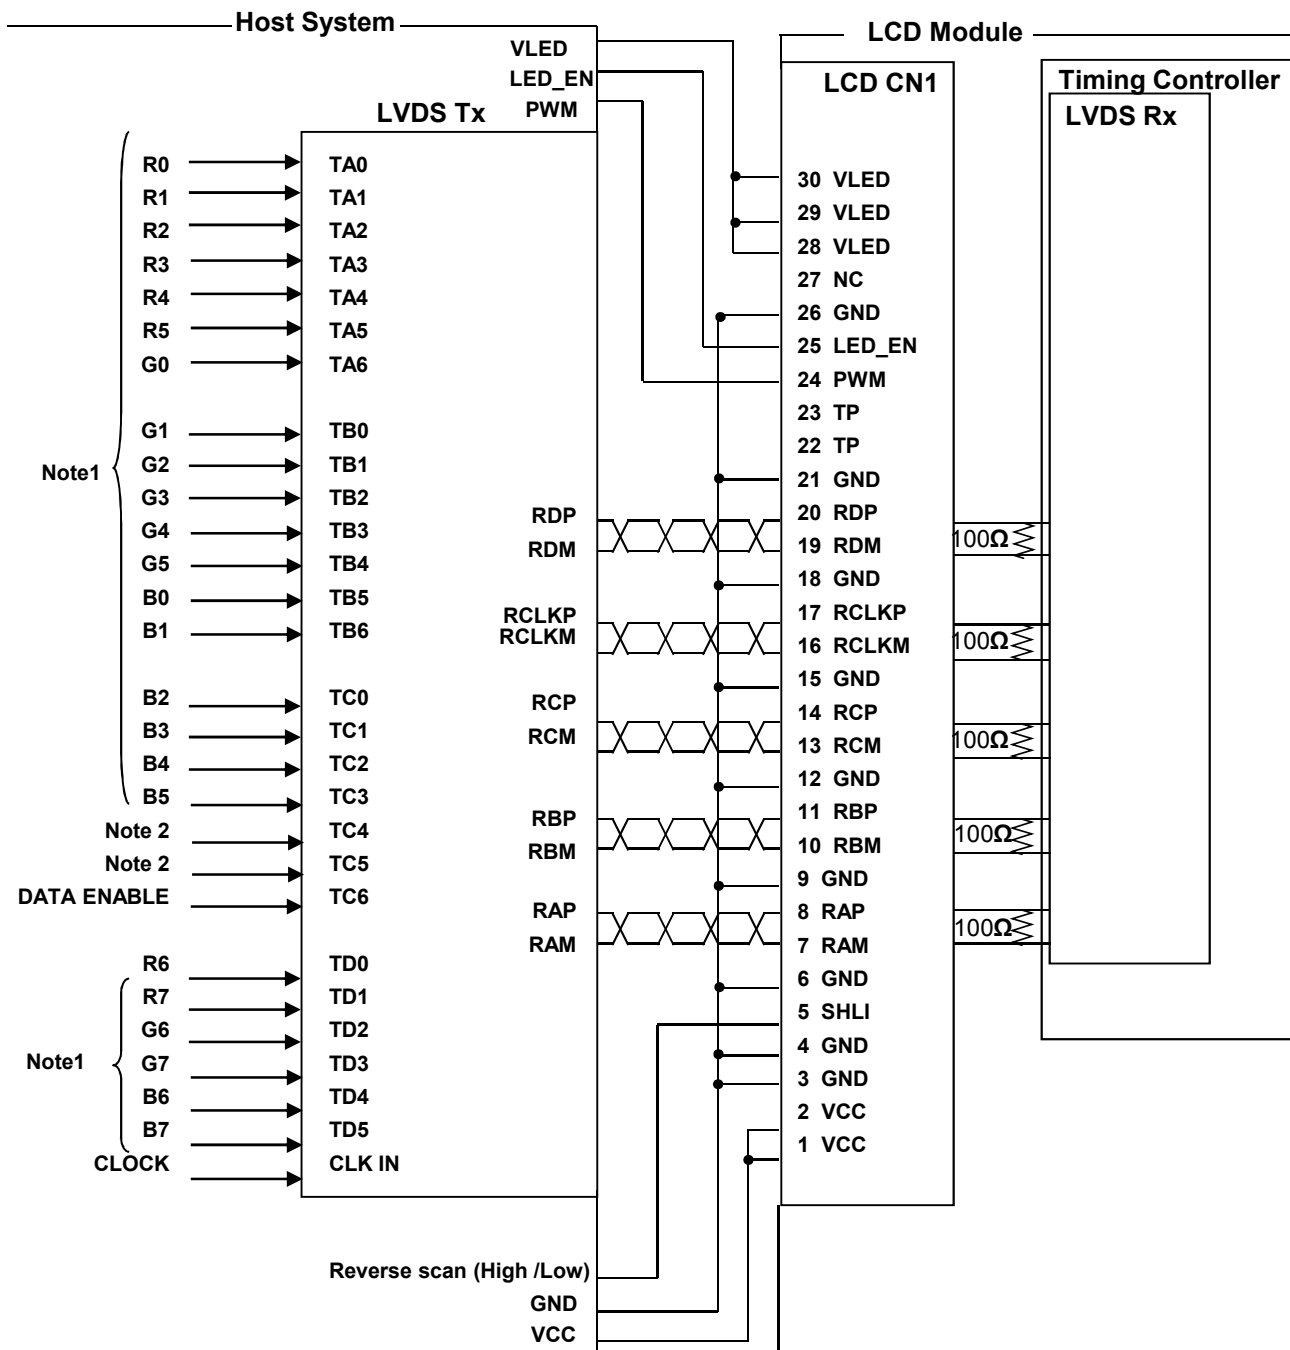 Host System
LCD Module
VLED
LED_EN
PWM
LVDS Tx
LCD CN1
Timing Controller
LVDS Rx
R0 TA0
R1 TA1
R2 TA2
R3 TA3
R4 TA4
R5 TA5
G0 TA6
G1 TB0
G2 TB1
G3 TB2
G4 TB3
G5 TB4
B0 TB5
B1 TB6
B2 TC0
B3 TC1
B4 TC2
B5 TC3
Note 2 TC4
Note 2 TC5
DATA ENABLE TC6
R6 TD0
R7 TD1
G6 TD2
G7 TD3
B6 TD4
B7 TD5
CLOCK CLK IN
Note1
Note1
RDP
RDM
RCLKP
RCLKM
RCP
RCM
RBP
RBM
RAP
RAM
Reverse scan (High /Low)
GND
VCC
30 VLED
29 VLED
28 VLED
27 NC
26 GND
25 LED_EN
24 PWM
23 TP
22 TP
21 GND
20 RDP
19 RDM
18 GND
17 RCLKP
16 RCLKM
15 GND
14 RCP
13 RCM
12 GND
11 RBP
10 RBM
9 GND
8 RAP
7 RAM
6 GND
5 SHLI
4 GND
3 GND
2 VCC
1 VCC
100Ω
100Ω
100Ω
100Ω
100Ω